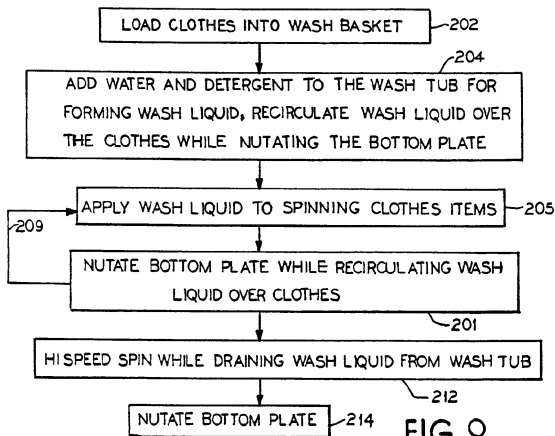 LOAD CLOTHES INTO WASH BASKET
202
204
ADD WATER AND DETERGENT TO THE WASH TUB FOR
FORMING WASH LIQUID, RECIRCULATE WASH LIQUID OVER
THE CLOTHES WHILE NUTATING THE BOTTOM PLATE
209
APPLY WASH LIQUID TO SPINNING CLOTHES ITEMS
205
NUTATE BOTTOM PLATE WHILE RECIRCULATING WASH
LIQUID OVER CLOTHES
201
HI SPEED SPIN WHILE DRAINING WASH LIQUID FROM WASH TUB
212
NUTATE BOTTOM PLATE
214